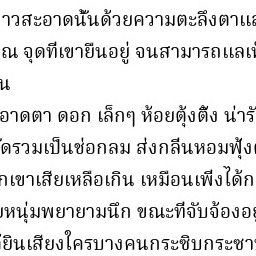 าวสะอาดนั้นด้วยความตะลึงตาแ
ณ จุดที่เขายืนอยู่ จนสามารถแลเห
น
อาดตา ดอก เล็กๆ ห้อยตุ้งติ้ง น่ารั
ัดรวมเป็นช่อกลม ส่งกลิ่นหอมฟุ้ง
กเขาเสียเหลือเกิน เหมือนเพิ่งได้ก
ยหนุ่มพยายามนึก ขณะที่จับจ้องอยู
ยินเสียงใครบางคนกระซิบกระซา